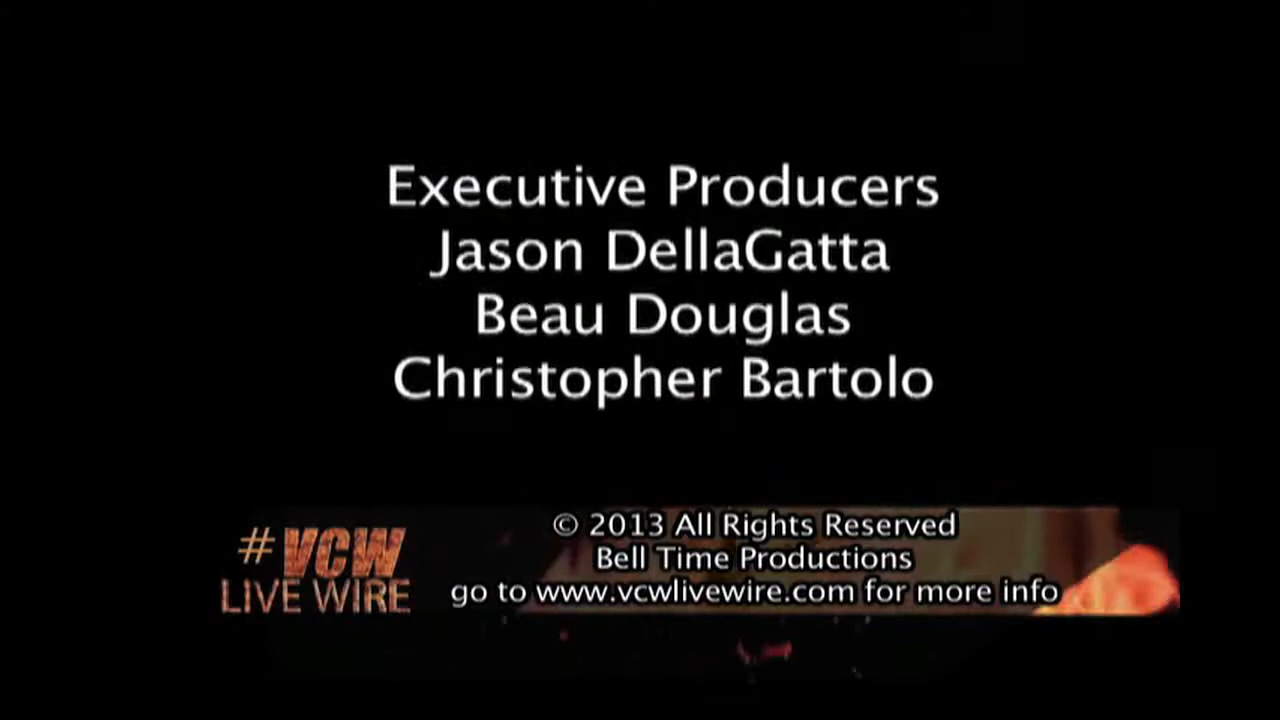 Executive Producers
Jason DellaGatta
Beau Douglas
Christopher Bartolo
#VCW
LIVE WIRE
© 2013 All Rights Reserved
Bell Time Productions
go to www.vcwlivewire.com for more info